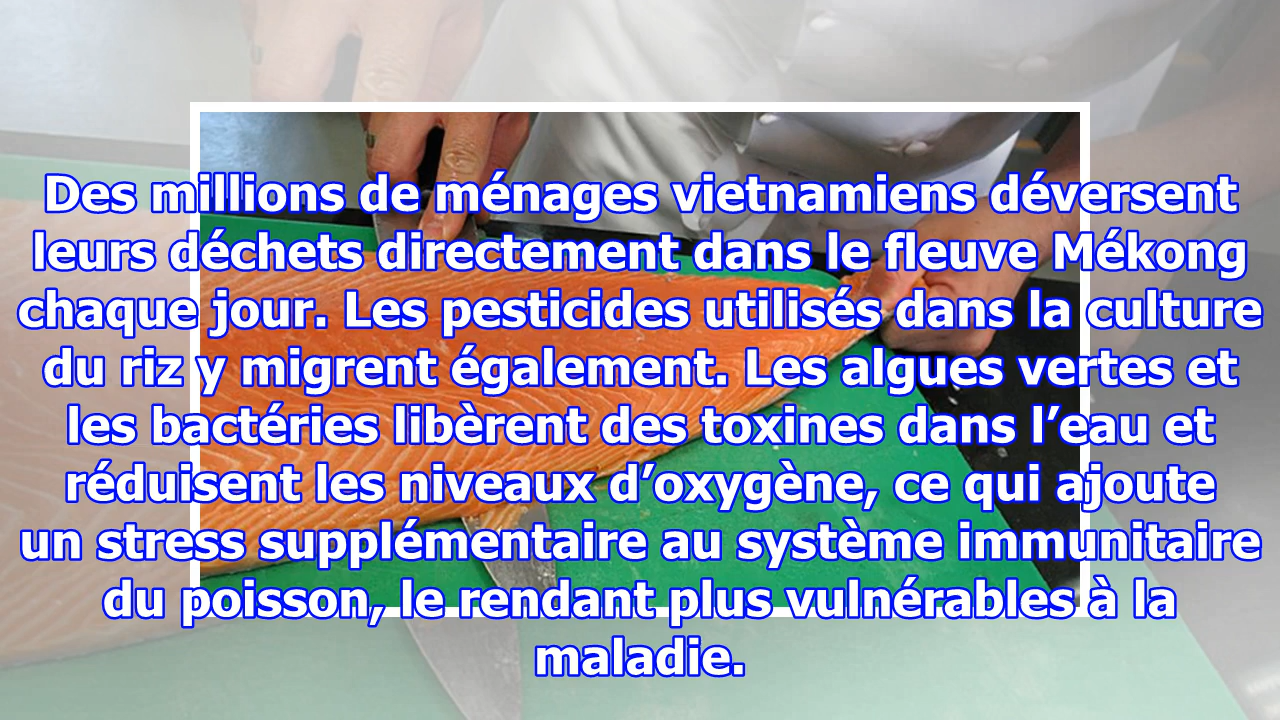 Des millions de ménages vietnamiens déversent
leurs déchets directement dans le fleuve Mékong
chaque jour. Les pesticides utilisés dans la culture
du riz y migrent également. Les algues vertes et
les bactéries libèrent des toxines dans l’eau et
réduisent les niveaux d’oxygène, ce qui ajoute
un stress supplémentaire au système immunitaire
du poisson, le rendant plus vulnérables à la
maladie.